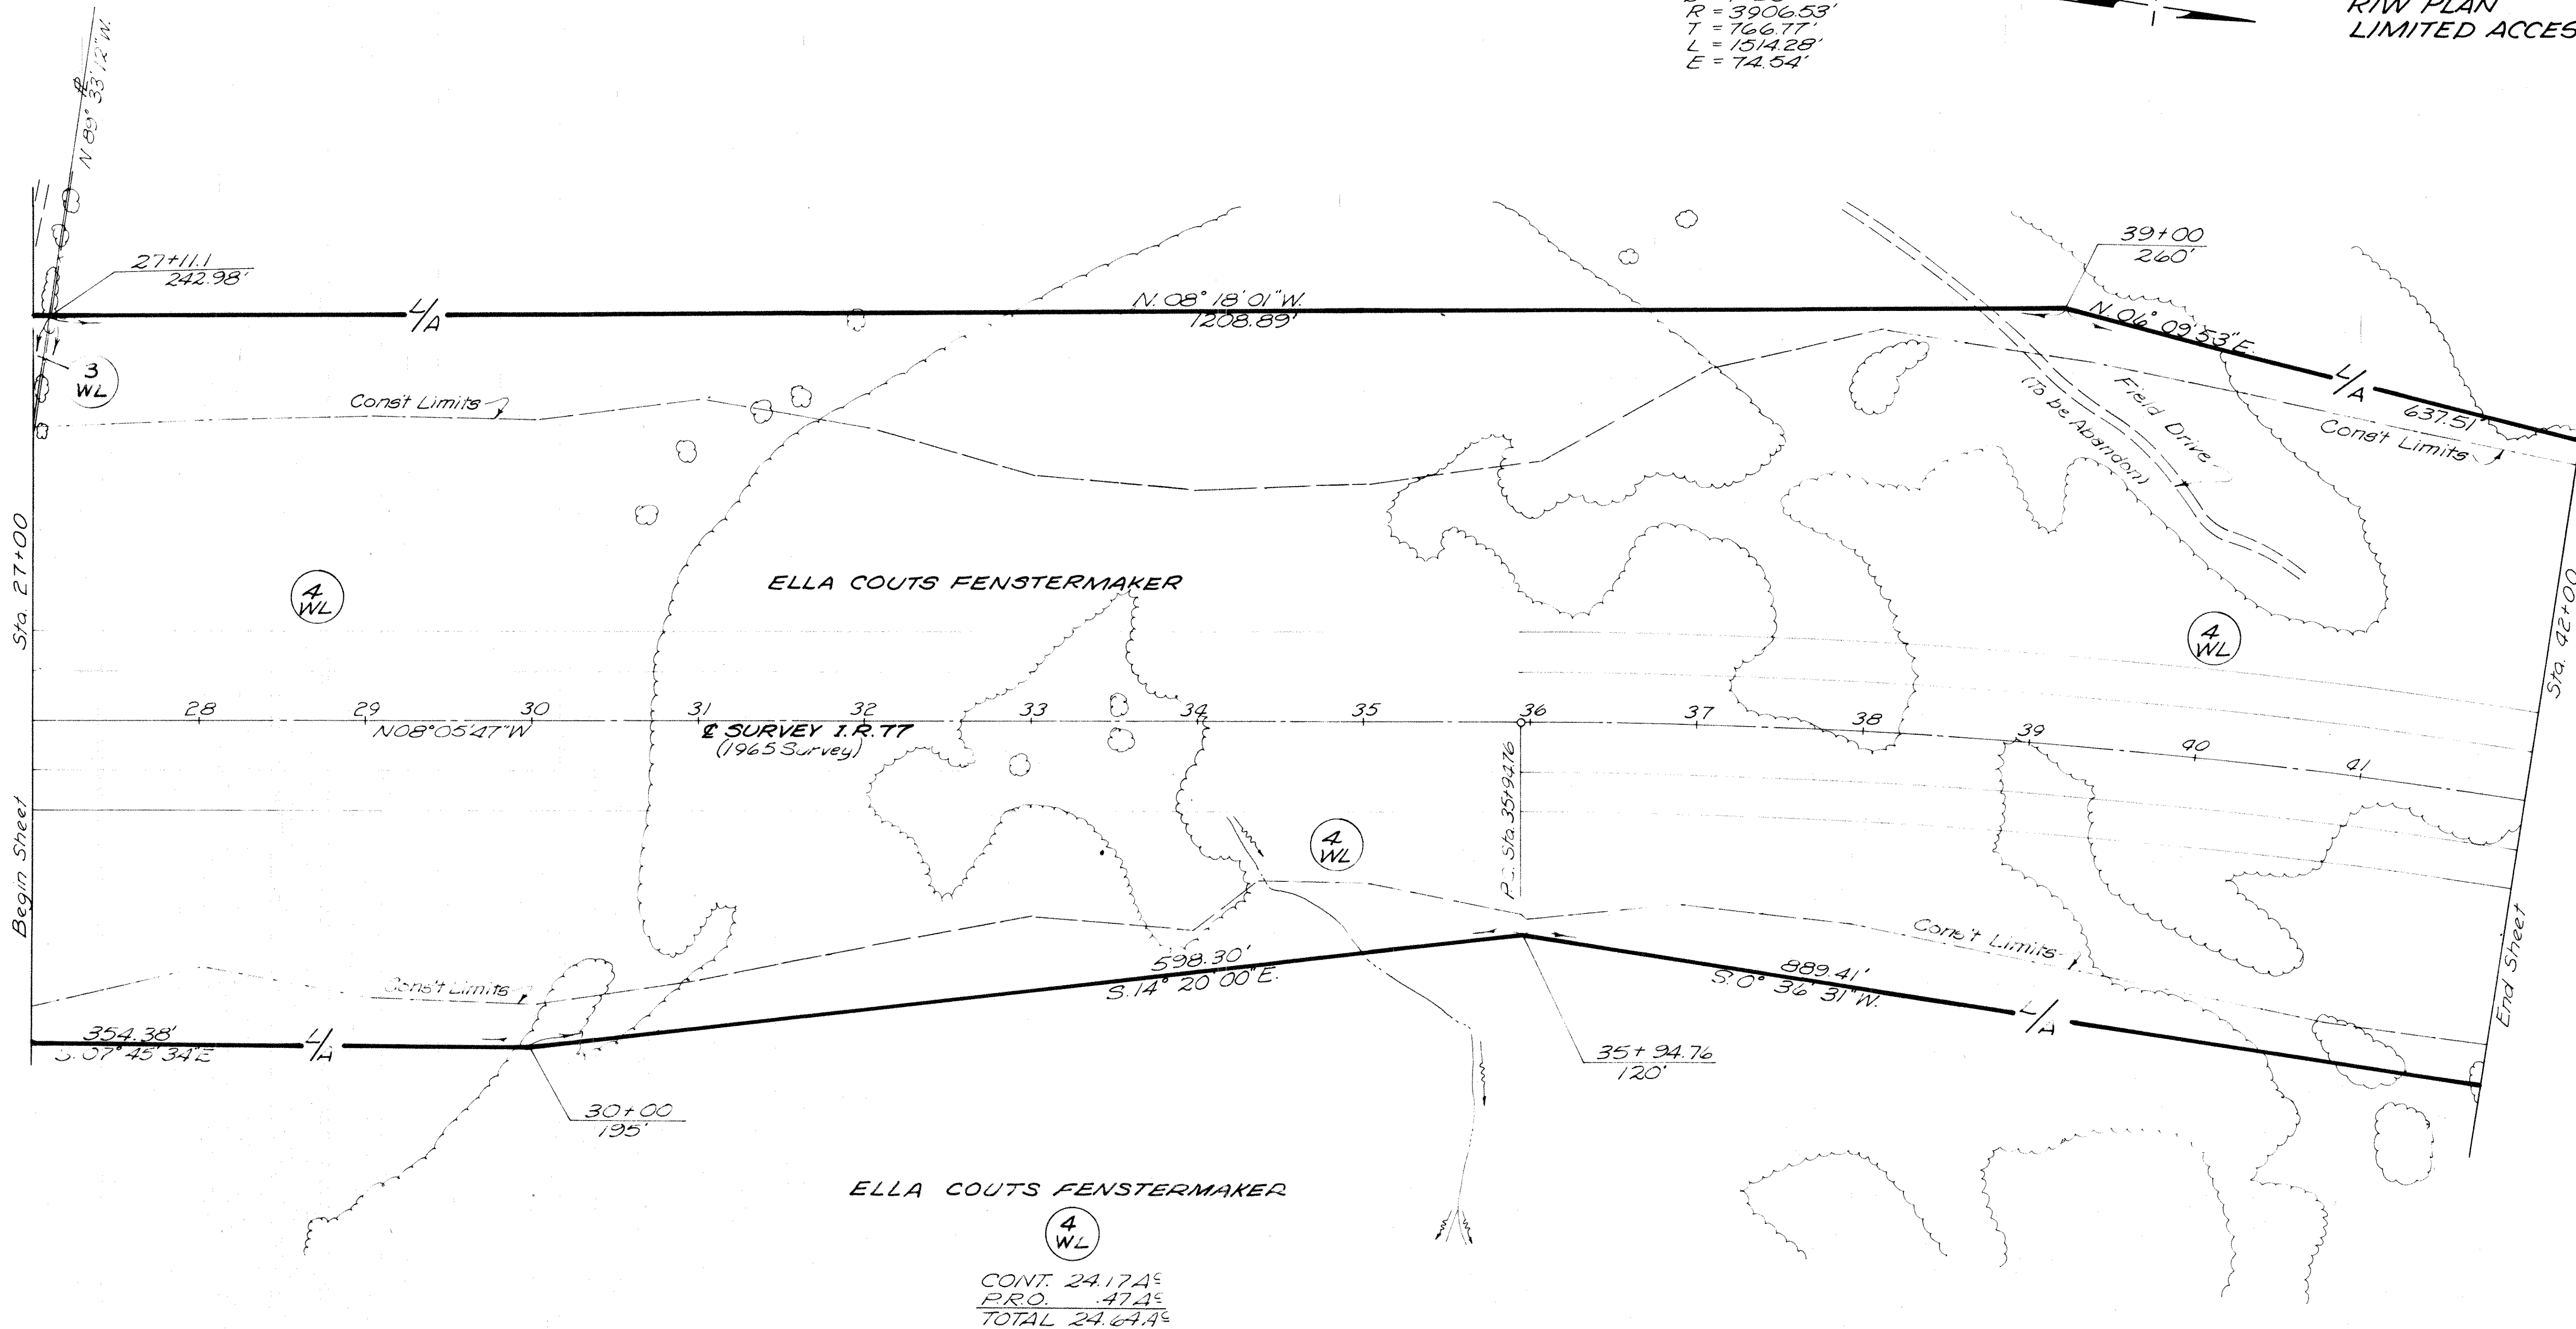 R = 3906.53'
T = 766.77'
L = 1514.28'
E = 74.54'
R/W PLAN
LIMITED ACCES
N 89° 33' 12" W.
27+11.1
242.98'
39+00
260'
L/A
N. 08° 18' 01" W.
1208.89'
N. 06° 09' 53" E.
L/A
637.51'
3
WL
Const Limits
Field Drive
(To be Abandon)
Cons't Limits
Sta. 27+00
Begin Sheet
4
WL
ELLA COUTS FENSTERMAKER
4
WL
28 29 30 31 32 33 34 35 36 37 38 39 40 41
N08°05'47"W
℄ SURVEY I.R.77
(1965 Survey)
Sta. 35+94.76
Sta. 42+00
End Sheet
4
WL
Cons't Limits
Cons't Limits
598.30'
S. 14° 20' 00" E.
889.41'
S. 0° 36' 31" W.
L/A
354.38'
S. 07° 45' 34" E
L/A
35+94.76
120'
30+00
195'
ELLA COUTS FENSTERMAKER
4
WL
CONT. 24.17 Ac
P.R.O. .47 Ac
TOTAL 24.64 Ac